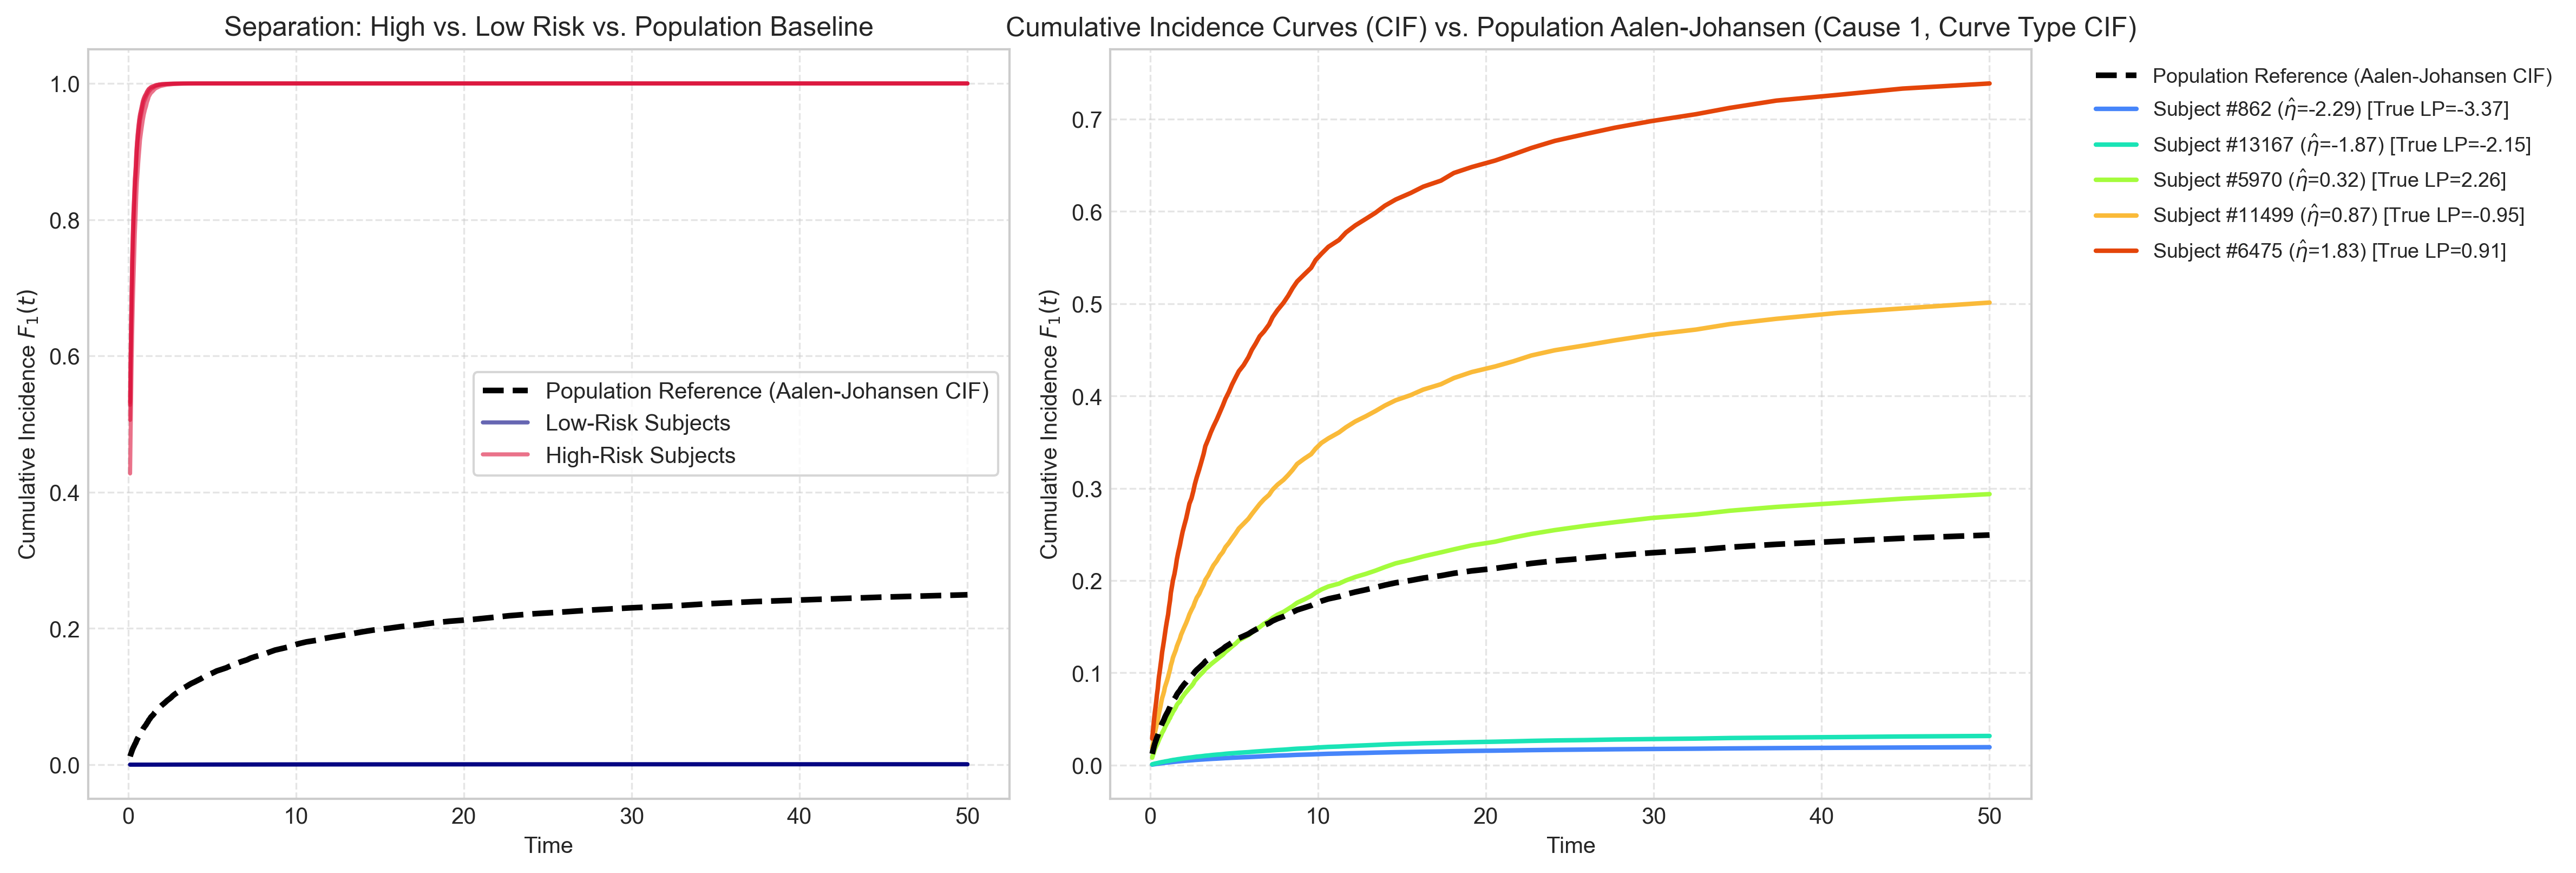 Separation: High vs. Low Risk vs. Population Baseline
Cumulative Incidence F₁(t)
1.0
0.8
0.6
0.4
0.2
0.0
Population Reference (Aalen-Johansen CIF)
Low-Risk Subjects
High-Risk Subjects
0 10 20 30 40 50
Time
Cumulative Incidence Curves (CIF) vs. Population Aalen-Johansen (Cause 1, Curve Type CIF)
Cumulative Incidence F₁(t)
0.7
0.6
0.5
0.4
0.3
0.2
0.1
0.0
0 10 20 30 40 50
Time
Population Reference (Aalen-Johansen CIF)
Subject #862 (η̂=-2.29) [True LP=-3.37]
Subject #13167 (η̂=-1.87) [True LP=-2.15]
Subject #5970 (η̂=0.32) [True LP=2.26]
Subject #11499 (η̂=0.87) [True LP=-0.95]
Subject #6475 (η̂=1.83) [True LP=0.91]